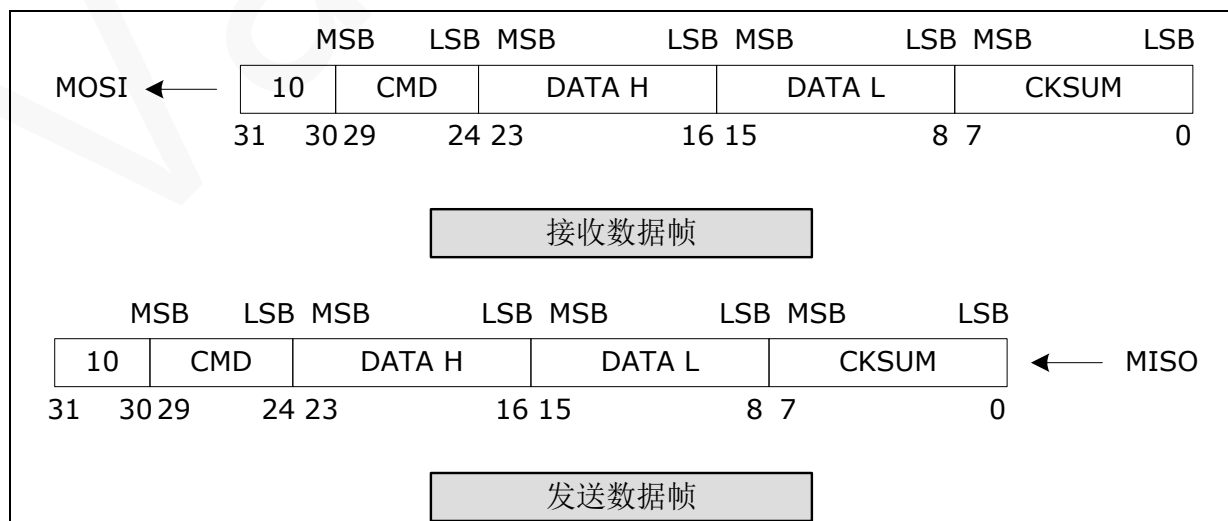 MSB LSB MSB LSB MSB LSB MSB LSB
MOSI 10 CMD DATA H DATA L CKSUM
31 30 29 24 23 16 15 8 7 0
接收数据帧
MSB LSB MSB LSB MSB LSB MSB LSB
10 CMD DATA H DATA L CKSUM MISO
31 30 29 24 23 16 15 8 7 0
发送数据帧